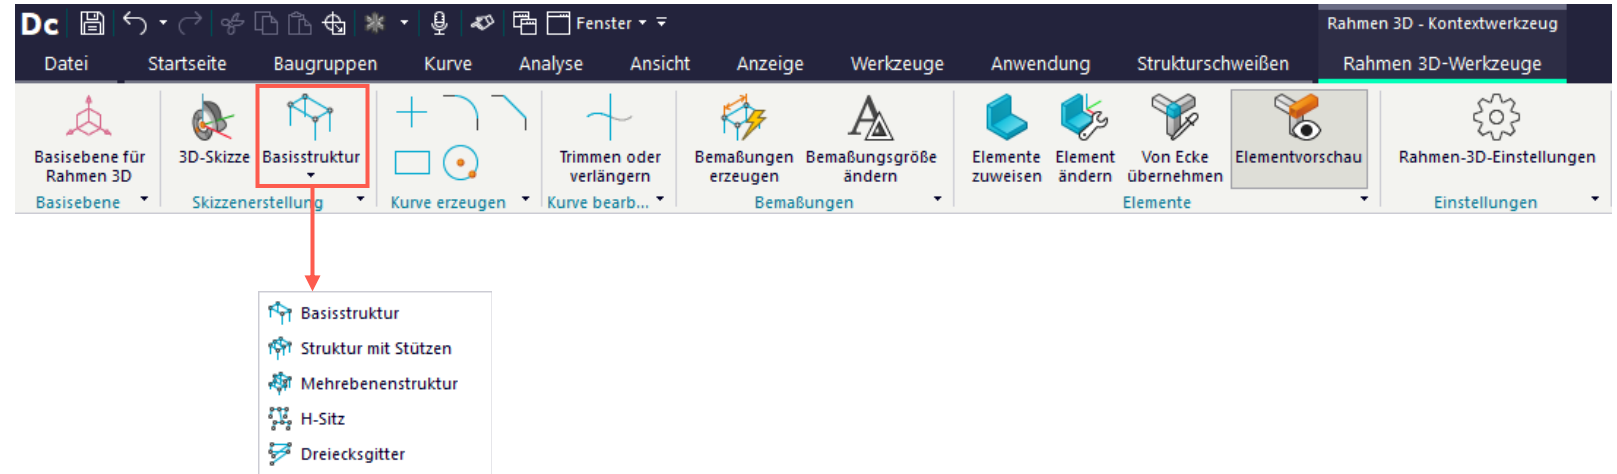 Dc Fenster Rahmen 3D - Kontextwerkzeug
Datei Startseite Baugruppen Kurve Analyse Ansicht Anzeige Werkzeuge Anwendung Strukturschweißen Rahmen 3D-Werkzeuge
Basisebene für 3D-Skizze Basisstruktur Trimmen oder Bemaßungen Bemaßungsgröße Elemente Element Von Ecke Elementvorschau Rahmen-3D-Einstellungen
Rahmen 3D verlängern erzeugen ändern zuweisen ändern übernehmen
Basisebene Skizzenerstellung Kurve erzeugen Kurve bearb... Bemaßungen Elemente Einstellungen
Basisstruktur
Struktur mit Stützen
Mehrebenenstruktur
H-Sitz
Dreiecksgitter